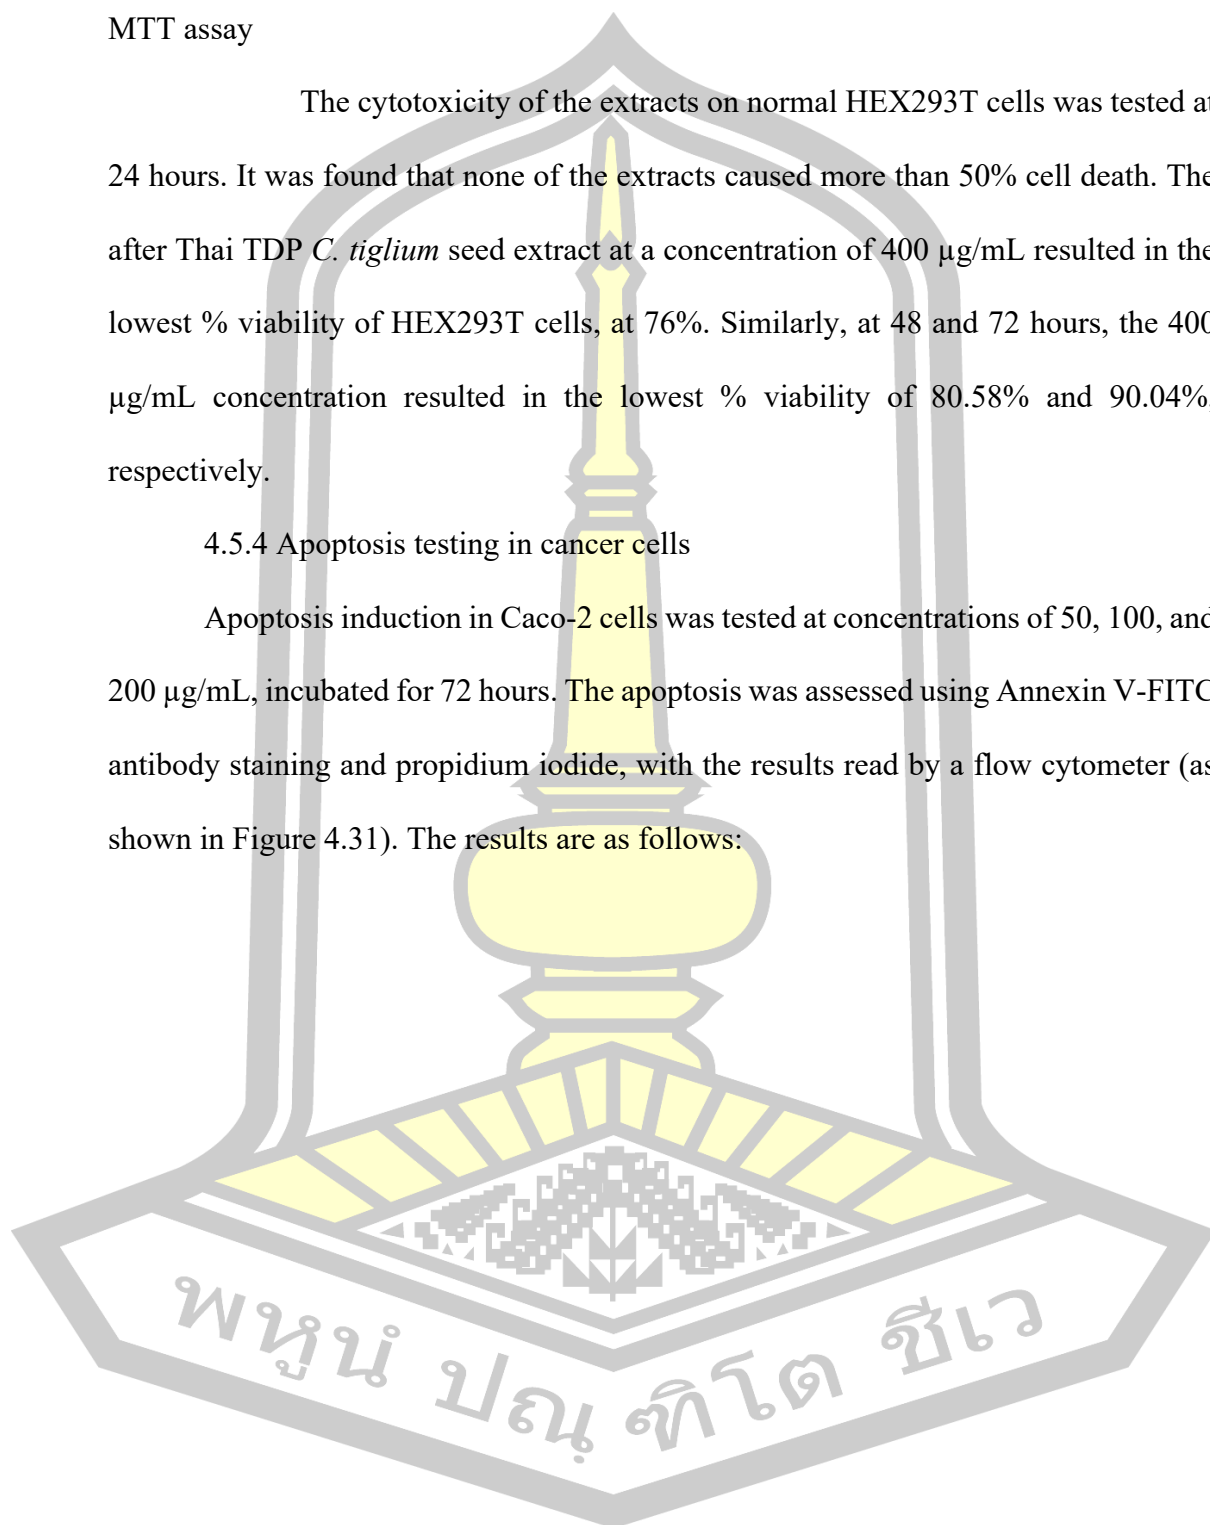 MTT assay
The cytotoxicity of the extracts on normal HEX293T cells was tested at
24 hours. It was found that none of the extracts caused more than 50% cell death. The
after Thai TDP C. tiglium seed extract at a concentration of 400 µg/mL resulted in the
lowest % viability of HEX293T cells, at 76%. Similarly, at 48 and 72 hours, the 400
µg/mL concentration resulted in the lowest % viability of 80.58% and 90.04%,
respectively.
4.5.4 Apoptosis testing in cancer cells
Apoptosis induction in Caco-2 cells was tested at concentrations of 50, 100, and
200 µg/mL, incubated for 72 hours. The apoptosis was assessed using Annexin V-FITC
antibody staining and propidium iodide, with the results read by a flow cytometer (as
shown in Figure 4.31). The results are as follows:
พหูนํ ปณฺ ฑิโต ชีเว